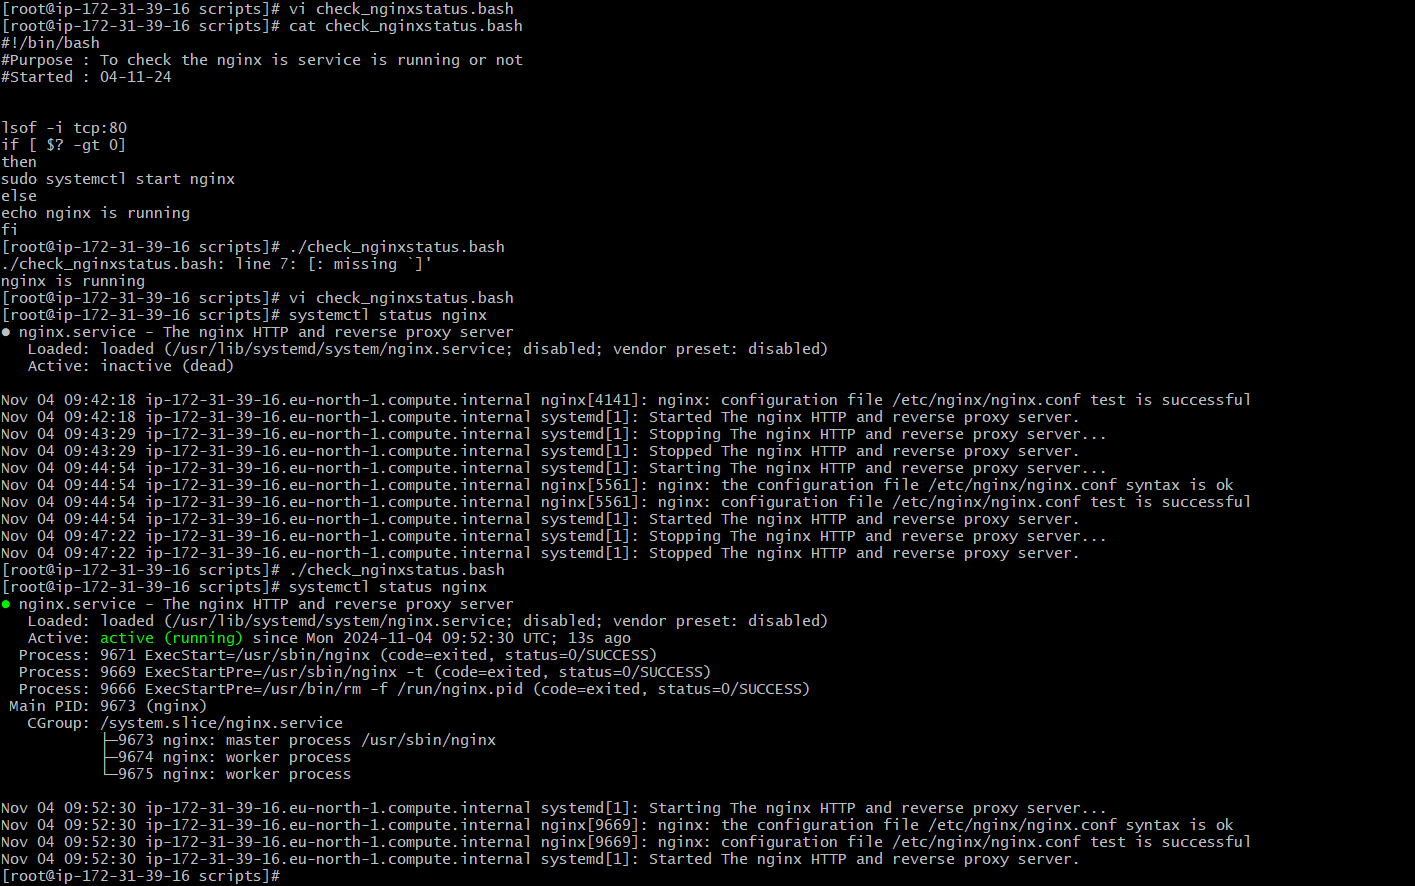 [root@ip-172-31-39-16 scripts]# vi check_nginxstatus.bash
[root@ip-172-31-39-16 scripts]# cat check_nginxstatus.bash
#!/bin/bash
#Purpose : To check the nginx is service is running or not
#Started : 04-11-24
lsof -i tcp:80
if [ $? -gt 0]
then
sudo systemctl start nginx
else
echo nginx is running
fi
[root@ip-172-31-39-16 scripts]# ./check_nginxstatus.bash
./check_nginxstatus.bash: line 7: [: missing `]'
nginx is running
[root@ip-172-31-39-16 scripts]# vi check_nginxstatus.bash
[root@ip-172-31-39-16 scripts]# systemctl status nginx
● nginx.service - The nginx HTTP and reverse proxy server
   Loaded: loaded (/usr/lib/systemd/system/nginx.service; disabled; vendor preset: disabled)
   Active: inactive (dead)
Nov 04 09:42:18 ip-172-31-39-16.eu-north-1.compute.internal nginx[4141]: nginx: configuration file /etc/nginx/nginx.conf test is successful
Nov 04 09:42:18 ip-172-31-39-16.eu-north-1.compute.internal systemd[1]: Started The nginx HTTP and reverse proxy server.
Nov 04 09:43:29 ip-172-31-39-16.eu-north-1.compute.internal systemd[1]: Stopping The nginx HTTP and reverse proxy server...
Nov 04 09:43:29 ip-172-31-39-16.eu-north-1.compute.internal systemd[1]: Stopped The nginx HTTP and reverse proxy server.
Nov 04 09:44:54 ip-172-31-39-16.eu-north-1.compute.internal systemd[1]: Starting The nginx HTTP and reverse proxy server...
Nov 04 09:44:54 ip-172-31-39-16.eu-north-1.compute.internal nginx[5561]: nginx: the configuration file /etc/nginx/nginx.conf syntax is ok
Nov 04 09:44:54 ip-172-31-39-16.eu-north-1.compute.internal nginx[5561]: nginx: configuration file /etc/nginx/nginx.conf test is successful
Nov 04 09:44:54 ip-172-31-39-16.eu-north-1.compute.internal systemd[1]: Started The nginx HTTP and reverse proxy server.
Nov 04 09:47:22 ip-172-31-39-16.eu-north-1.compute.internal systemd[1]: Stopping The nginx HTTP and reverse proxy server...
Nov 04 09:47:22 ip-172-31-39-16.eu-north-1.compute.internal systemd[1]: Stopped The nginx HTTP and reverse proxy server.
[root@ip-172-31-39-16 scripts]# ./check_nginxstatus.bash
[root@ip-172-31-39-16 scripts]# systemctl status nginx
● nginx.service - The nginx HTTP and reverse proxy server
   Loaded: loaded (/usr/lib/systemd/system/nginx.service; disabled; vendor preset: disabled)
   Active: active (running) since Mon 2024-11-04 09:52:30 UTC; 13s ago
  Process: 9671 ExecStart=/usr/sbin/nginx (code=exited, status=0/SUCCESS)
  Process: 9669 ExecStartPre=/usr/sbin/nginx -t (code=exited, status=0/SUCCESS)
  Process: 9666 ExecStartPre=/usr/bin/rm -f /run/nginx.pid (code=exited, status=0/SUCCESS)
 Main PID: 9673 (nginx)
   CGroup: /system.slice/nginx.service
           ├─9673 nginx: master process /usr/sbin/nginx
           ├─9674 nginx: worker process
           └─9675 nginx: worker process
Nov 04 09:52:30 ip-172-31-39-16.eu-north-1.compute.internal systemd[1]: Starting The nginx HTTP and reverse proxy server...
Nov 04 09:52:30 ip-172-31-39-16.eu-north-1.compute.internal nginx[9669]: nginx: the configuration file /etc/nginx/nginx.conf syntax is ok
Nov 04 09:52:30 ip-172-31-39-16.eu-north-1.compute.internal nginx[9669]: nginx: configuration file /etc/nginx/nginx.conf test is successful
Nov 04 09:52:30 ip-172-31-39-16.eu-north-1.compute.internal systemd[1]: Started The nginx HTTP and reverse proxy server.
[root@ip-172-31-39-16 scripts]#